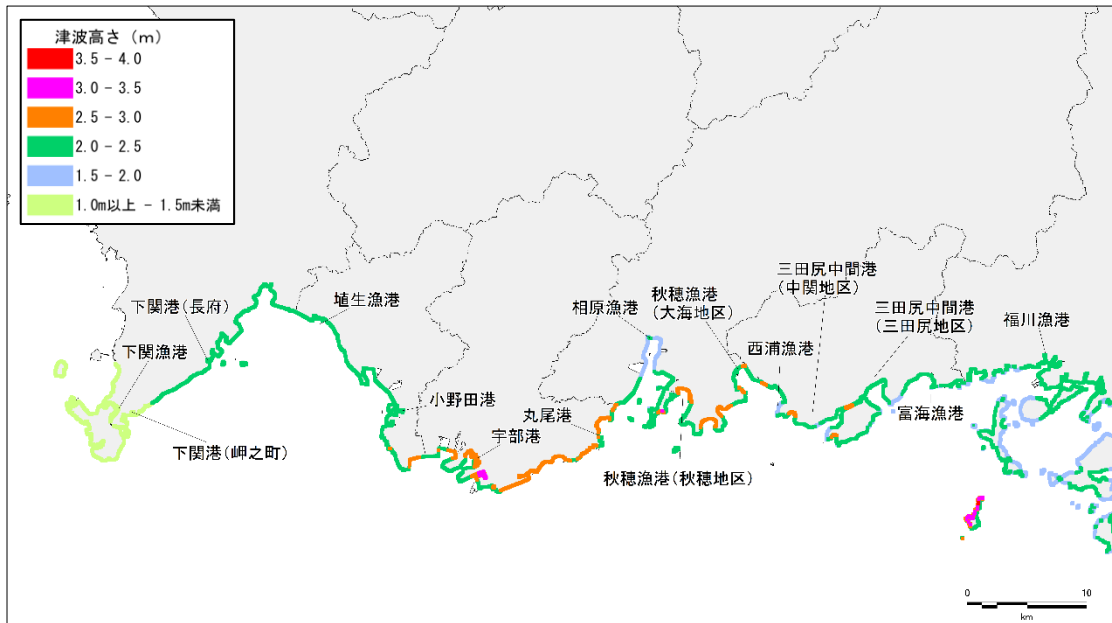 津波高さ（ｍ）
3.5 - 4.0
3.0 - 3.5
2.5 - 3.0
2.0 - 2.5
1.5 - 2.0
1.0m以上 - 1.5m未満
三田尻中間港
（中関地区）
秋穂漁港
（大海地区）
相原漁港
三田尻中間港
（三田尻地区）
福川漁港
下関港（長府）
埴生漁港
西浦漁港
下関漁港
小野田港
丸尾港
富海漁港
宇部港
下関港（岬之町）
秋穂漁港（秋穂地区）
0 10
km